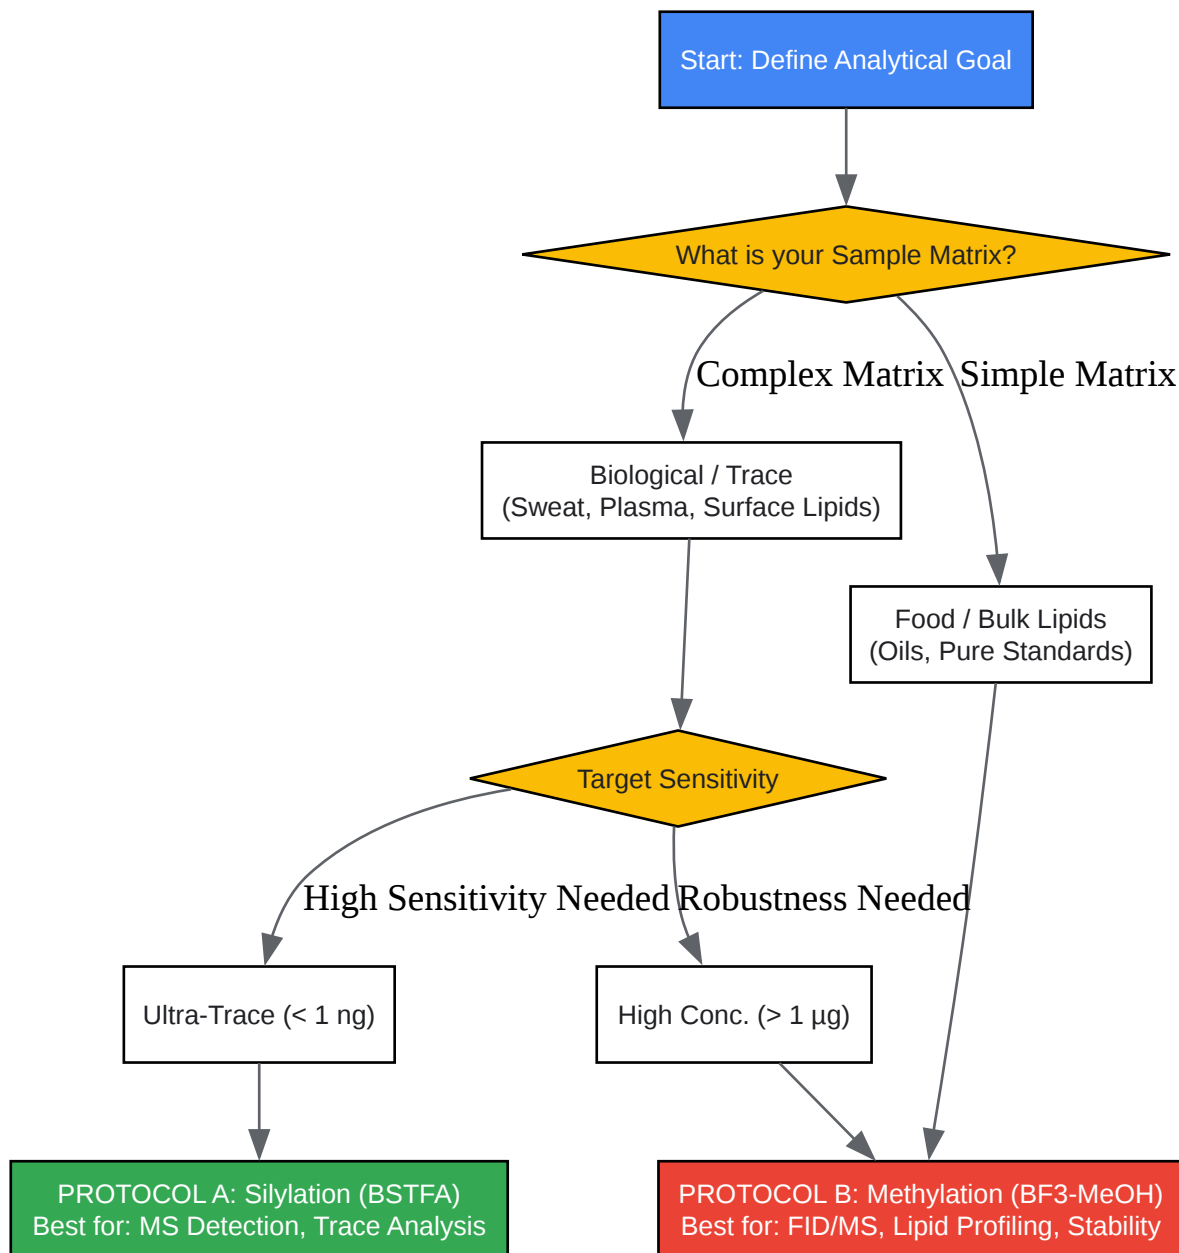 Start: Define Analytical Goal
What is your Sample Matrix?
Complex Matrix
Simple Matrix
Biological / Trace
(Sweat, Plasma, Surface Lipids)
Food / Bulk Lipids
(Oils, Pure Standards)
Target Sensitivity
High Sensitivity Needed
Robustness Needed
Ultra-Trace (< 1 ng)
High Conc. (> 1 µg)
PROTOCOL A: Silylation (BSTFA)
Best for: MS Detection, Trace Analysis
PROTOCOL B: Methylation (BF3-MeOH)
Best for: FID/MS, Lipid Profiling, Stability